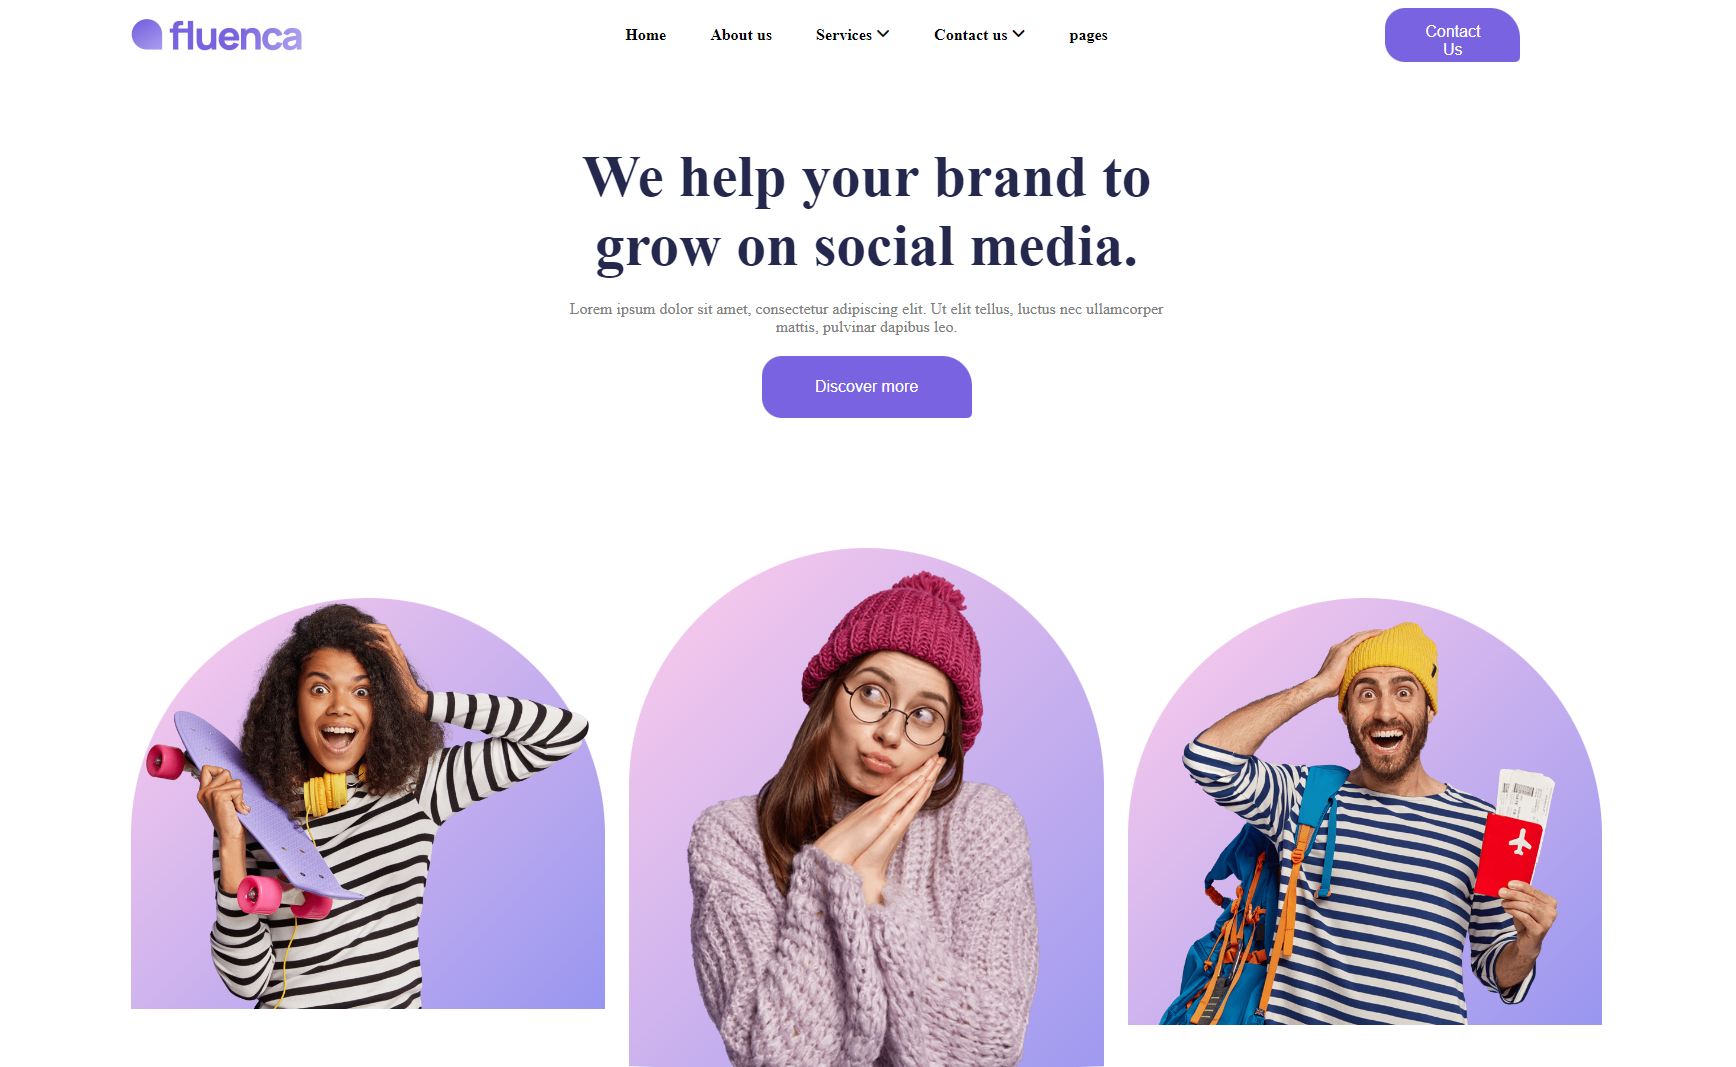 fluenca
Home
About us
Services
Contact us
pages
Contact
Us
We help your brand to
grow on social media.
Lorem ipsum dolor sit amet, consectetur adipiscing elit. Ut elit tellus, luctus nec ullamcorper
mattis, pulvinar dapibus leo.
Discover more